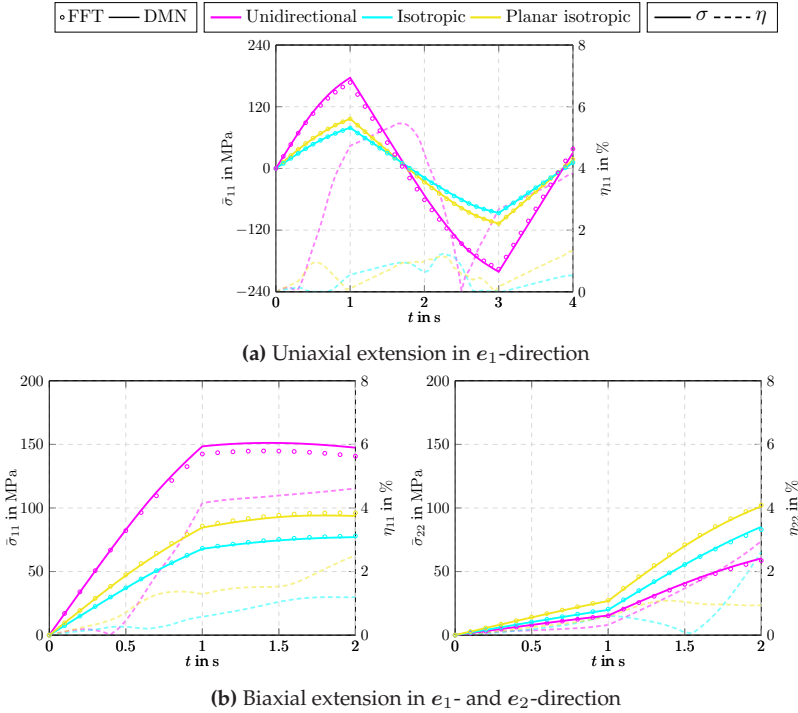 FFT DMN Unidirectional Isotropic Planar isotropic σ η
240
120
0
−120
−240
σ̄₁₁ in MPa
8
6
4
2
0
η₁₁ in %
0 1 2 3 4
t in s
(a) Uniaxial extension in e₁-direction
200
150
100
50
0
σ̄₁₁ in MPa
8
6
4
2
0
η₁₁ in %
0 0.5 1 1.5 2
t in s
200
150
100
50
0
σ̄₂₂ in MPa
8
6
4
2
0
η₂₂ in %
0 0.5 1 1.5 2
t in s
(b) Biaxial extension in e₁- and e₂-direction